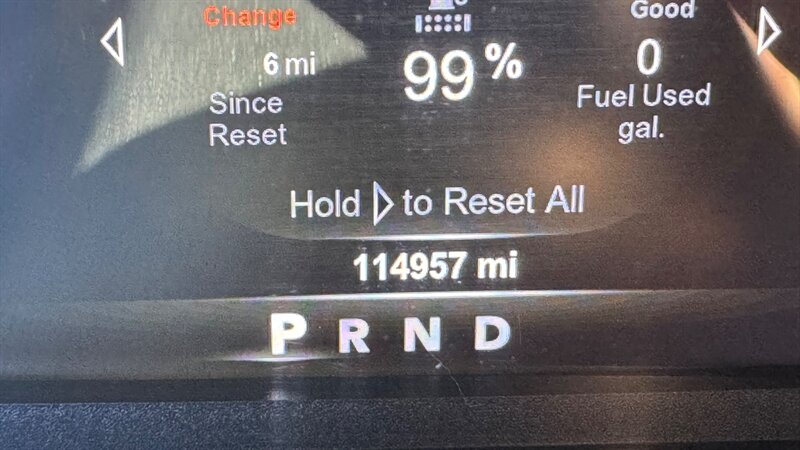 Change
Good
6 mi
99%
0
Since
Reset
Fuel Used
gal.
Hold to Reset All
114957 mi
P R N D